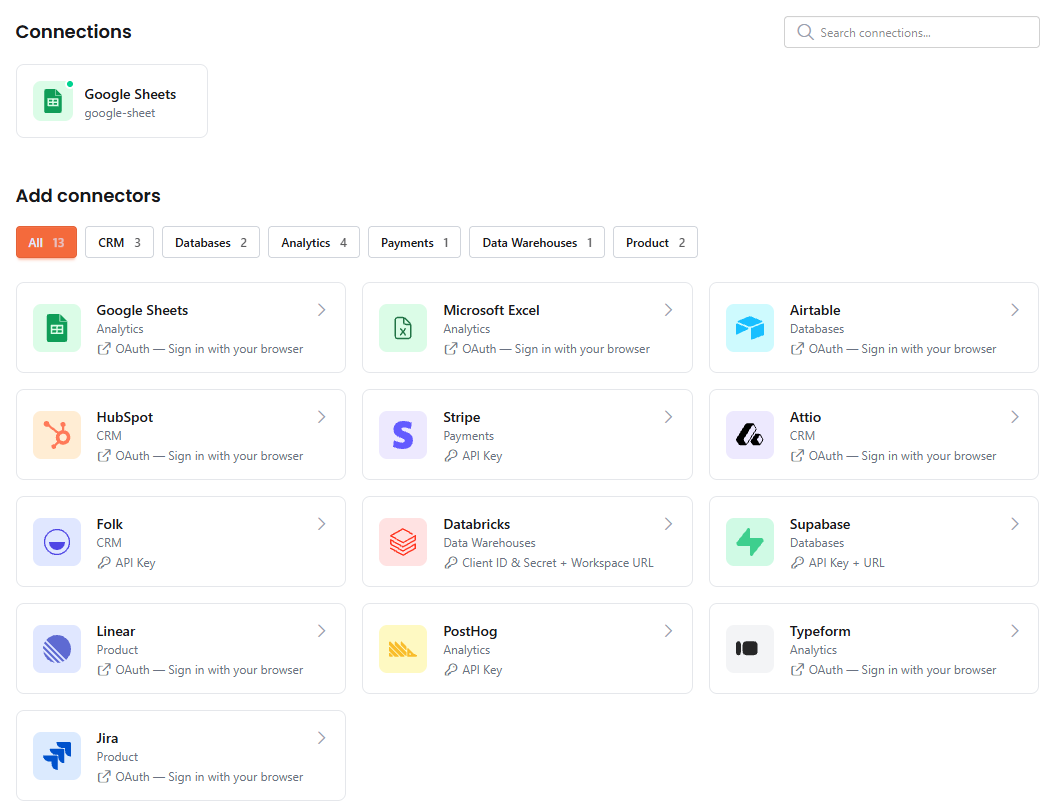 Connections
Search connections...
Google Sheets
google-sheet
Add connectors
All 13 CRM 3 Databases 2 Analytics 4 Payments 1 Data Warehouses 1 Product 2
Google Sheets
Analytics
OAuth — Sign in with your browser
Microsoft Excel
Analytics
OAuth — Sign in with your browser
Airtable
Databases
OAuth — Sign in with your browser
HubSpot
CRM
OAuth — Sign in with your browser
Stripe
Payments
API Key
Attio
CRM
OAuth — Sign in with your browser
Folk
CRM
API Key
Databricks
Data Warehouses
Client ID & Secret + Workspace URL
Supabase
Databases
API Key + URL
Linear
Product
OAuth — Sign in with your browser
PostHog
Analytics
API Key
Typeform
Analytics
OAuth — Sign in with your browser
Jira
Product
OAuth — Sign in with your browser